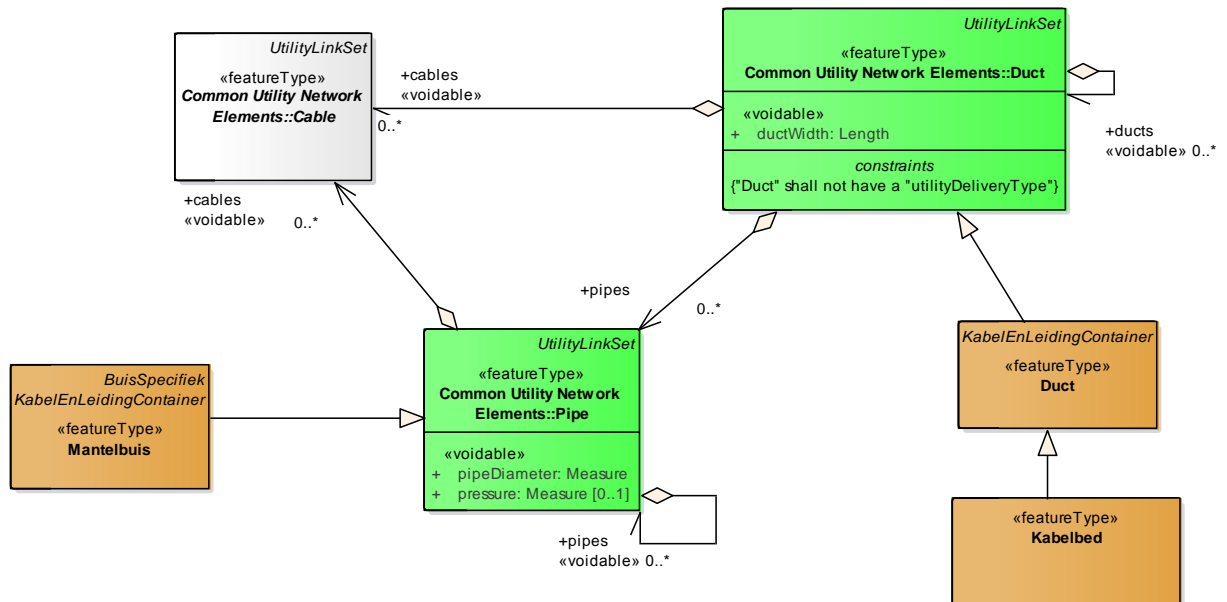 UtilityLinkSet
«featureType»
Common Utility Network
Elements::Cable
+cables
«voidable»
0..*
UtilityLinkSet
«featureType»
Common Utility Network Elements::Duct
«voidable»
+ ductWidth: Length
constraints
{"Duct" shall not have a "utilityDeliveryType"}
+ducts
«voidable» 0..*
+cables
«voidable»
0..*
+pipes
0..*
UtilityLinkSet
«featureType»
Common Utility Network
Elements::Pipe
«voidable»
+ pipeDiameter: Measure
+ pressure: Measure [0..1]
+pipes
«voidable» 0..*
BuisSpecifiek
KabelEnLeidingContainer
«featureType»
Mantelbuis
KabelEnLeidingContainer
«featureType»
Duct
«featureType»
Kabelbed